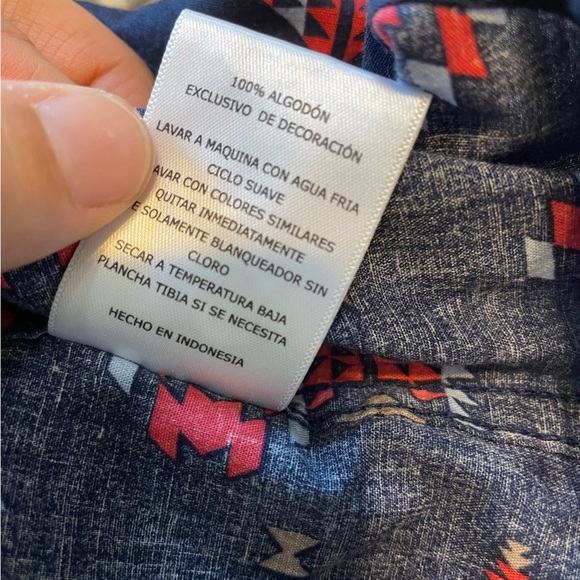 100% ALGODÓN
EXCLUSIVO DE DECORACIÓN
LAVAR A MAQUINA CON AGUA FRIA
CICLO SUAVE
AVAR CON COLORES SIMILARES
QUITAR INMEDIATAMENTE
E SOLAMENTE BLANQUEADOR SIN
CLORO
SECAR A TEMPERATURA BAJA
PLANCHA TIBIA SI SE NECESITA
HECHO EN INDONESIA